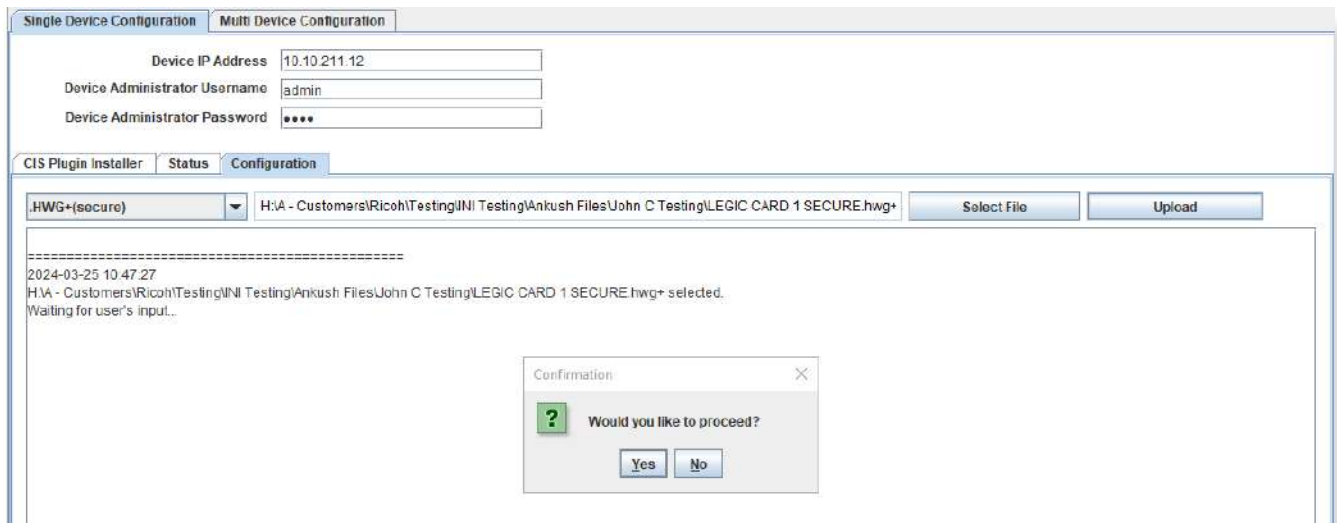 Single Device Configuration Multi Device Configuration
Device IP Address 10.10.211.12
Device Administrator Username admin
Device Administrator Password ••••
CIS Plugin Installer Status Configuration
.HWG+(secure) H:\A - Customers\Ricoh\Testing\INI Testing\Ankush Files\John C Testing\LEGIC CARD 1 SECURE.hwg+ Select File Upload
================================================
2024-03-25 10.47.27
H:\A - Customers\Ricoh\Testing\INI Testing\Ankush Files\John C Testing\LEGIC CARD 1 SECURE.hwg+ selected.
Waiting for user's input...
Confirmation
? Would you like to proceed?
Yes No